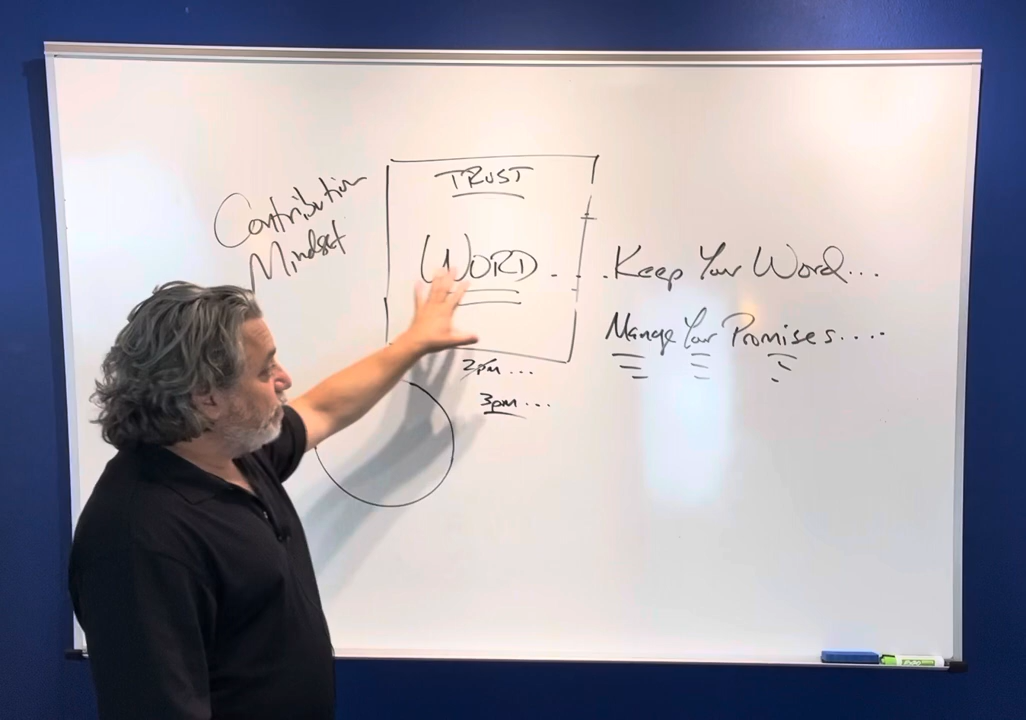 Contribution
Mindset
TRUST
WORD...
.Keep Your Word...
Manage Your Promises....
2pm...
3pm...